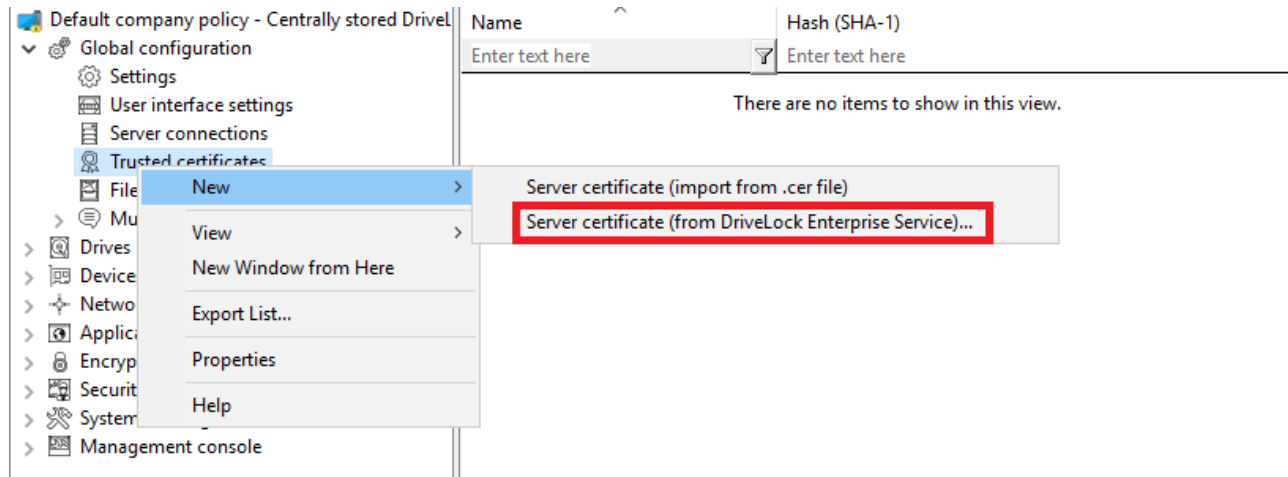 Default company policy - Centrally stored DriveL
Name
Hash (SHA-1)
Global configuration
Enter text here
Enter text here
Settings
User interface settings
There are no items to show in this view.
Server connections
Trusted certificates
File
New
Server certificate (import from .cer file)
Mu
Server certificate (from DriveLock Enterprise Service)...
View
Drives
New Window from Here
Device
Netwo
Export List...
Applica
Encryp
Properties
Securit
Help
System
Management console